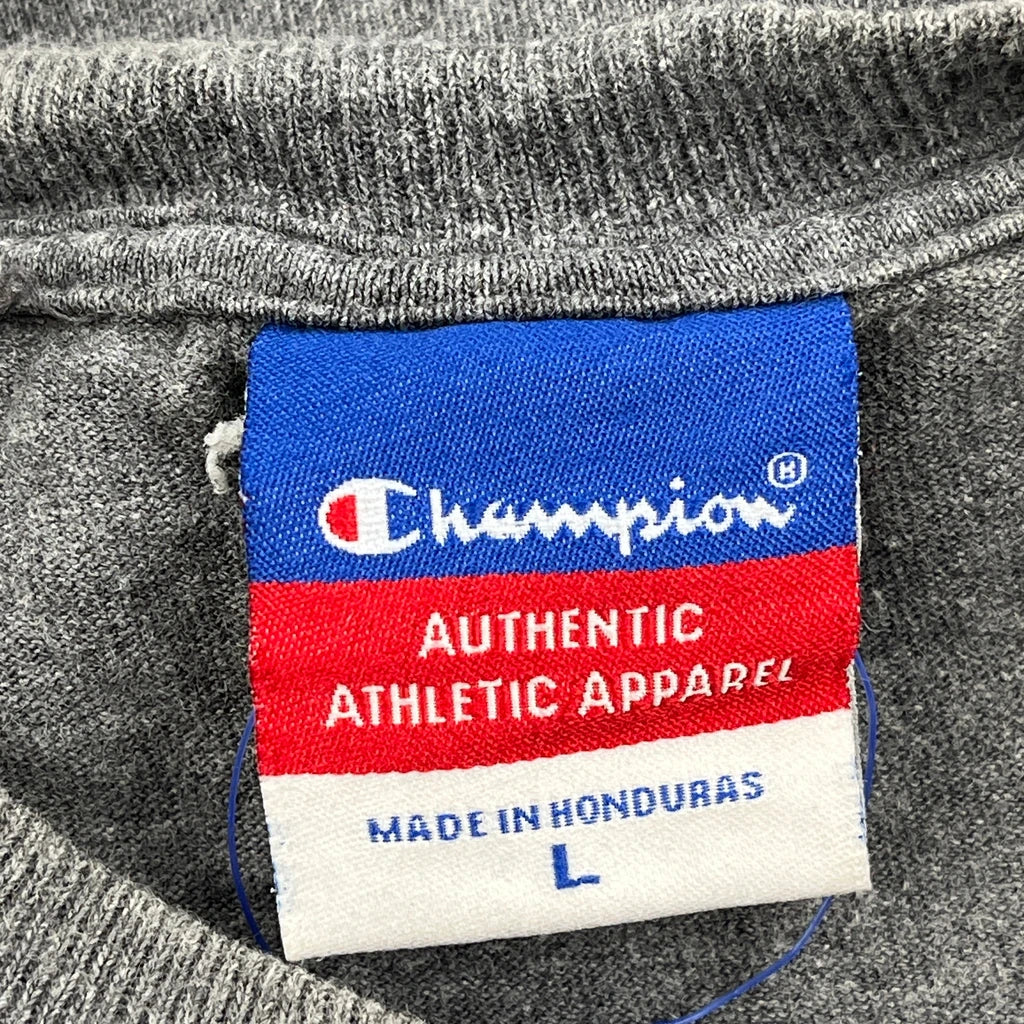 Champion®
AUTHENTIC
ATHLETIC APPAREL
MADE IN HONDURAS
L